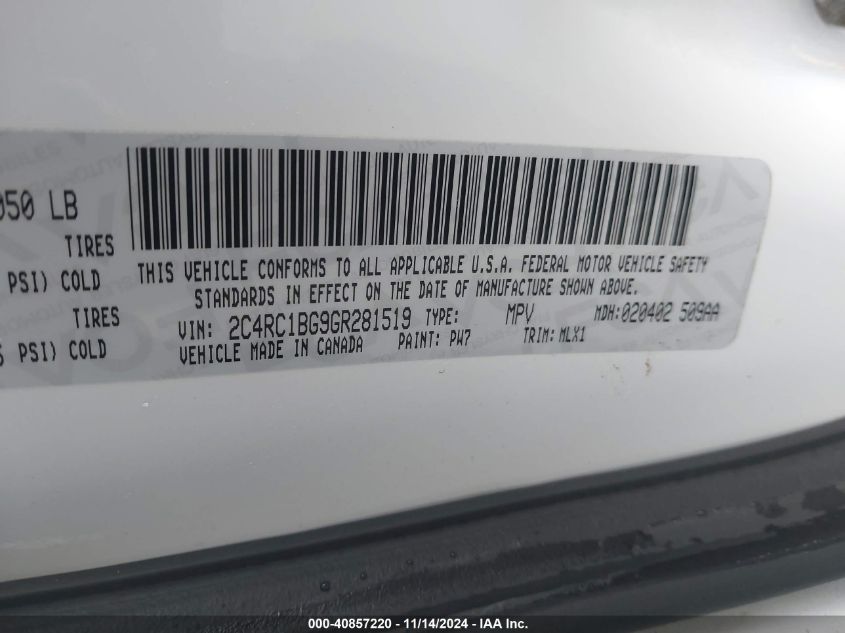 050 LB
TIRES
PSI) COLD
TIRES
PSI) COLD
THIS VEHICLE CONFORMS TO ALL APPLICABLE U.S.A. FEDERAL MOTOR VEHICLE SAFETY
STANDARDS IN EFFECT ON THE DATE OF MANUFACTURE SHOWN ABOVE.
VIN: 2C4RC1BG9GR281519 TYPE: MPV MDH:020402 509AA
VEHICLE MADE IN CANADA PAINT: PW7 TRIM: MLX1
000-40857220 - 11/14/2024 - IAA Inc.